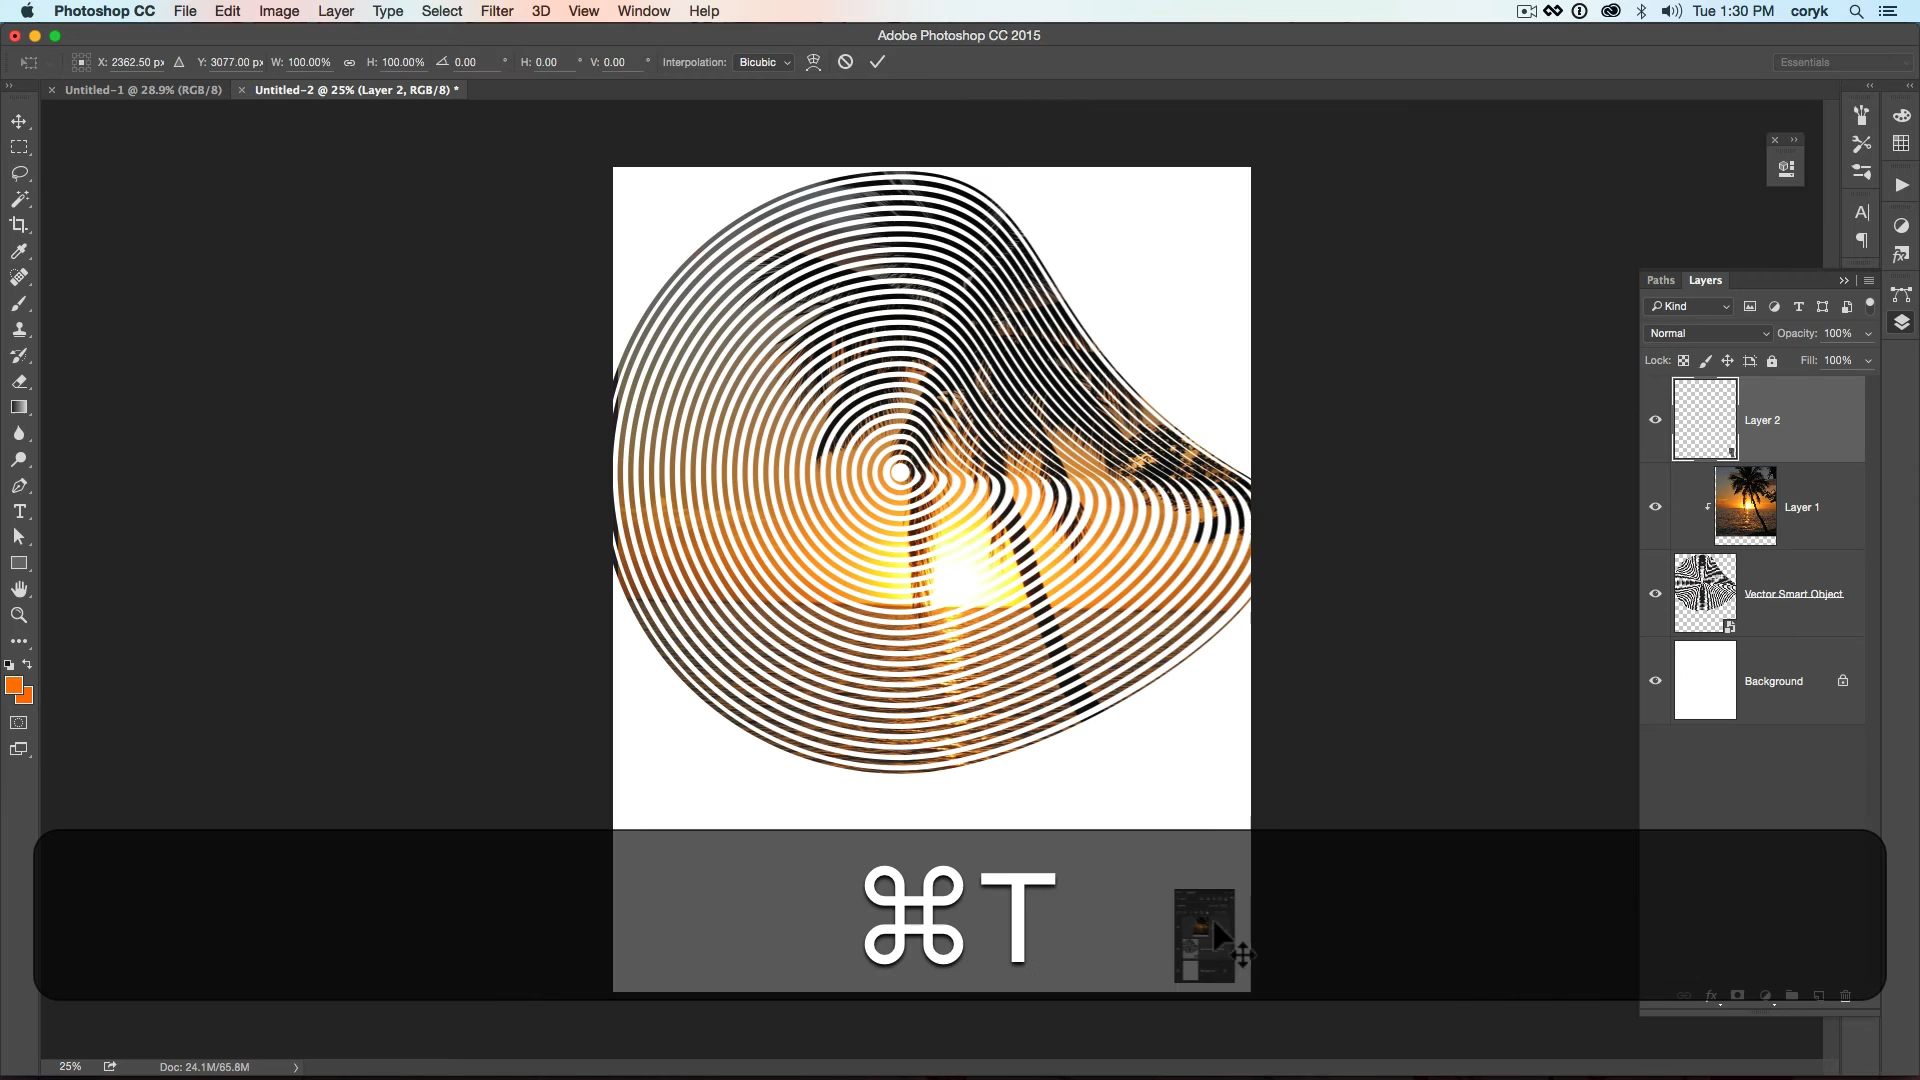 Photoshop CC File Edit Image Layer Type Select Filter 3D View Window Help Tue 1:30 PM coryk
Adobe Photoshop CC 2015
X: 2362.50 px Y: 3077.00 px W: 100.00% H: 100.00% 0.00 ° H: 0.00 ° V: 0.00 ° Interpolation: Bicubic Essentials
Untitled-1 @ 28.9% (RGB/8) Untitled-2 @ 25% (Layer 2, RGB/8) *
Paths Layers
Kind
Normal Opacity: 100%
Lock: Fill: 100%
Layer 2
Layer 1
Vector Smart Object
Background
⌘T
25% Doc: 24.1M/65.8M